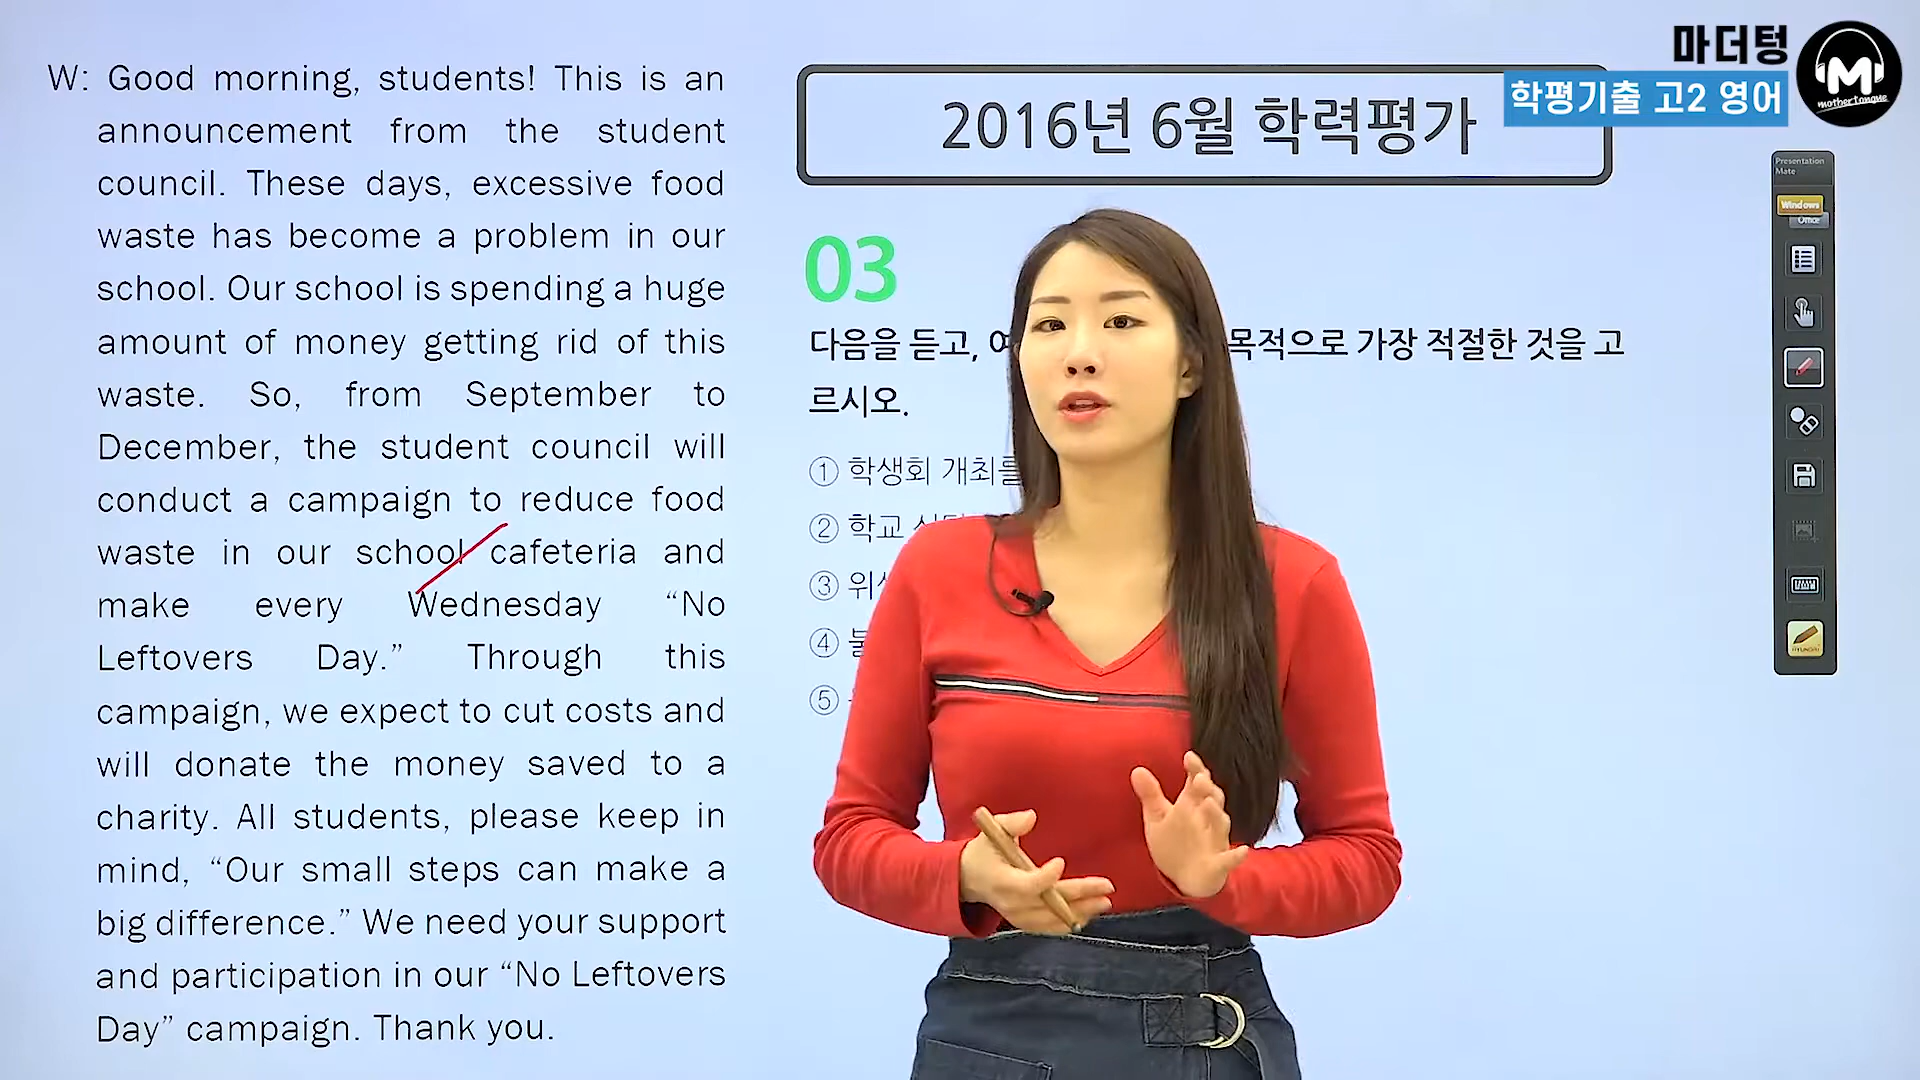 W: Good morning, students! This is an
announcement from the student
council. These days, excessive food
waste has become a problem in our
school. Our school is spending a huge
amount of money getting rid of this
waste. So, from September to
December, the student council will
conduct a campaign to reduce food
waste in our school cafeteria and
make every Wednesday “No
Leftovers Day.” Through this
campaign, we expect to cut costs and
will donate the money saved to a
charity. All students, please keep in
mind, “Our small steps can make a
big difference.” We need your support
and participation in our “No Leftovers
Day” campaign. Thank you.
2016년 6월 학력평가
03
다음을 듣고, 목적으로 가장 적절한 것을 고
르시오.
① 학생회 개최를
② 학교
③
④
⑤
마더텅
학평기출 고2 영어
M
mothertongue
Presentation
Mate
Windows
Office